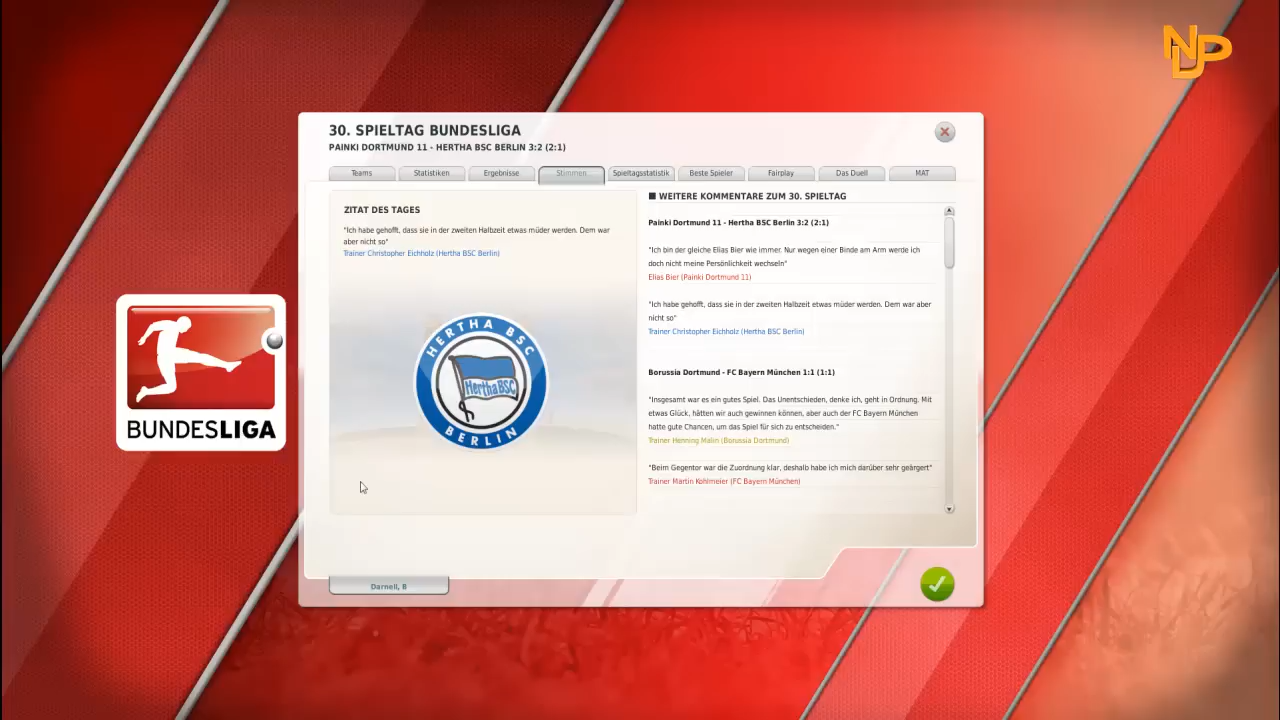 NPD
30. SPIELTAG BUNDESLIGA
PAINKI DORTMUND 11 - HERTHA BSC BERLIN 3:2 (2:1)
Teams
Statistiken
Ergebnisse
Stimmen
Spieltagsstatistik
Beste Spieler
Fairplay
Das Duell
MAT
ZITAT DES TAGES
"Ich habe gehofft, dass sie in der zweiten Halbzeit etwas müder werden. Dem war
aber nicht so"
Trainer Christopher Eichholz (Hertha BSC Berlin)
HERTHA BSC
HerthaBSC
BERLIN
WEITERE KOMMENTARE ZUM 30. SPIELTAG
Painki Dortmund 11 - Hertha BSC Berlin 3:2 (2:1)
"Ich bin der gleiche Elias Bier wie immer. Nur wegen einer Binde am Arm werde ich
doch nicht meine Persönlichkeit wechseln"
Elias Bier (Painki Dortmund 11)
"Ich habe gehofft, dass sie in der zweiten Halbzeit etwas müder werden. Dem war aber
nicht so"
Trainer Christopher Eichholz (Hertha BSC Berlin)
Borussia Dortmund - FC Bayern München 1:1 (1:1)
"Insgesamt war es ein gutes Spiel. Das Unentschieden, denke ich, geht in Ordnung. Mit
etwas Glück, hätten wir auch gewinnen können, aber auch der FC Bayern München
hatte gute Chancen, um das Spiel für sich zu entscheiden."
Trainer Henning Malin (Borussia Dortmund)
"Beim Gegentor war die Zuordnung klar, deshalb habe ich mich darüber sehr geärgert"
Trainer Martin Kohlmeier (FC Bayern München)
BUNDESLIGA
Darnell, B